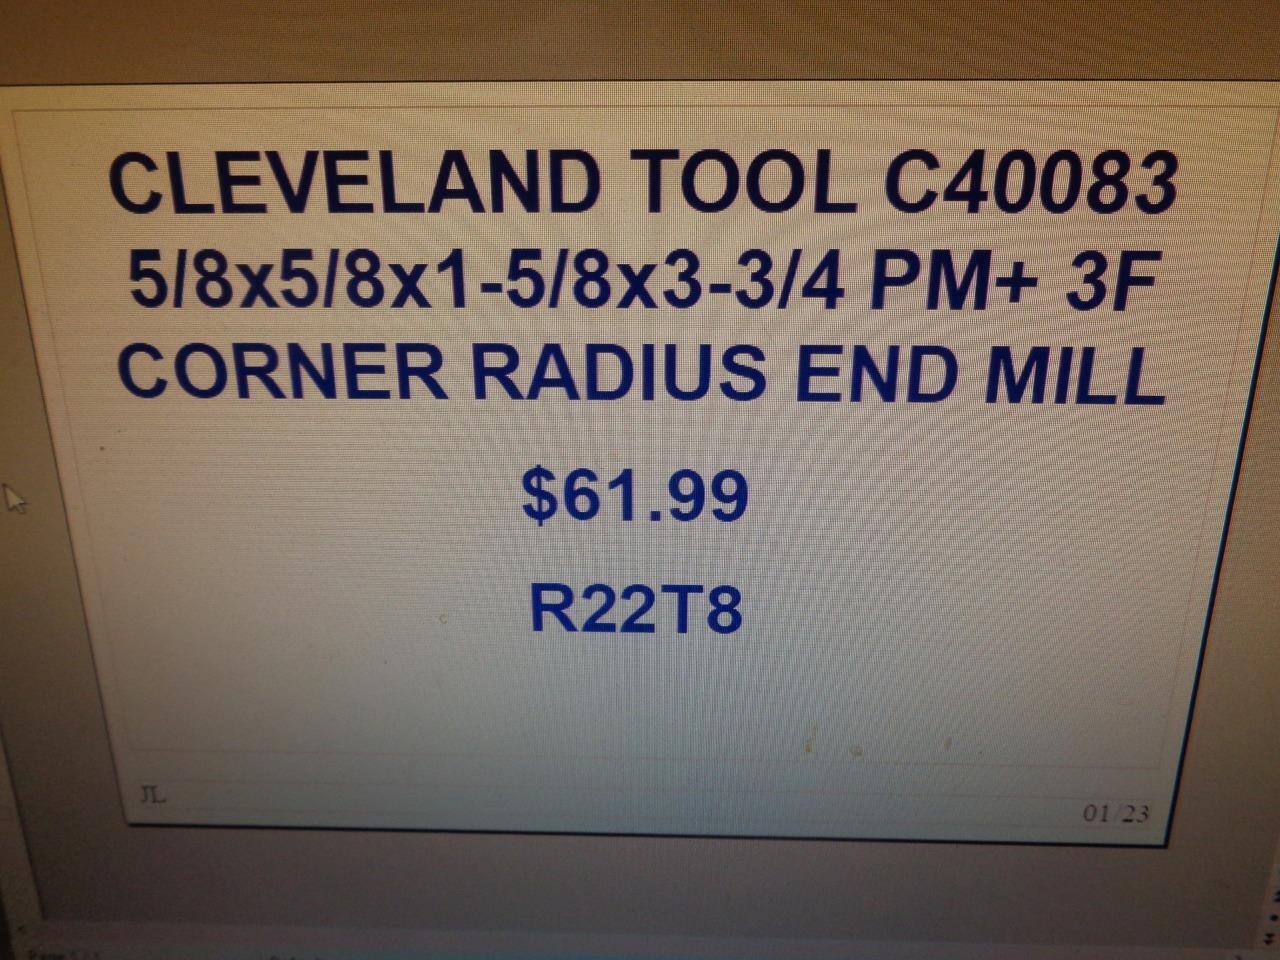 CLEVELAND TOOL C40083
5/8x5/8x1-5/8x3-3/4 PM+ 3F
CORNER RADIUS END MILL
$61.99
R22T8
JL
01/23